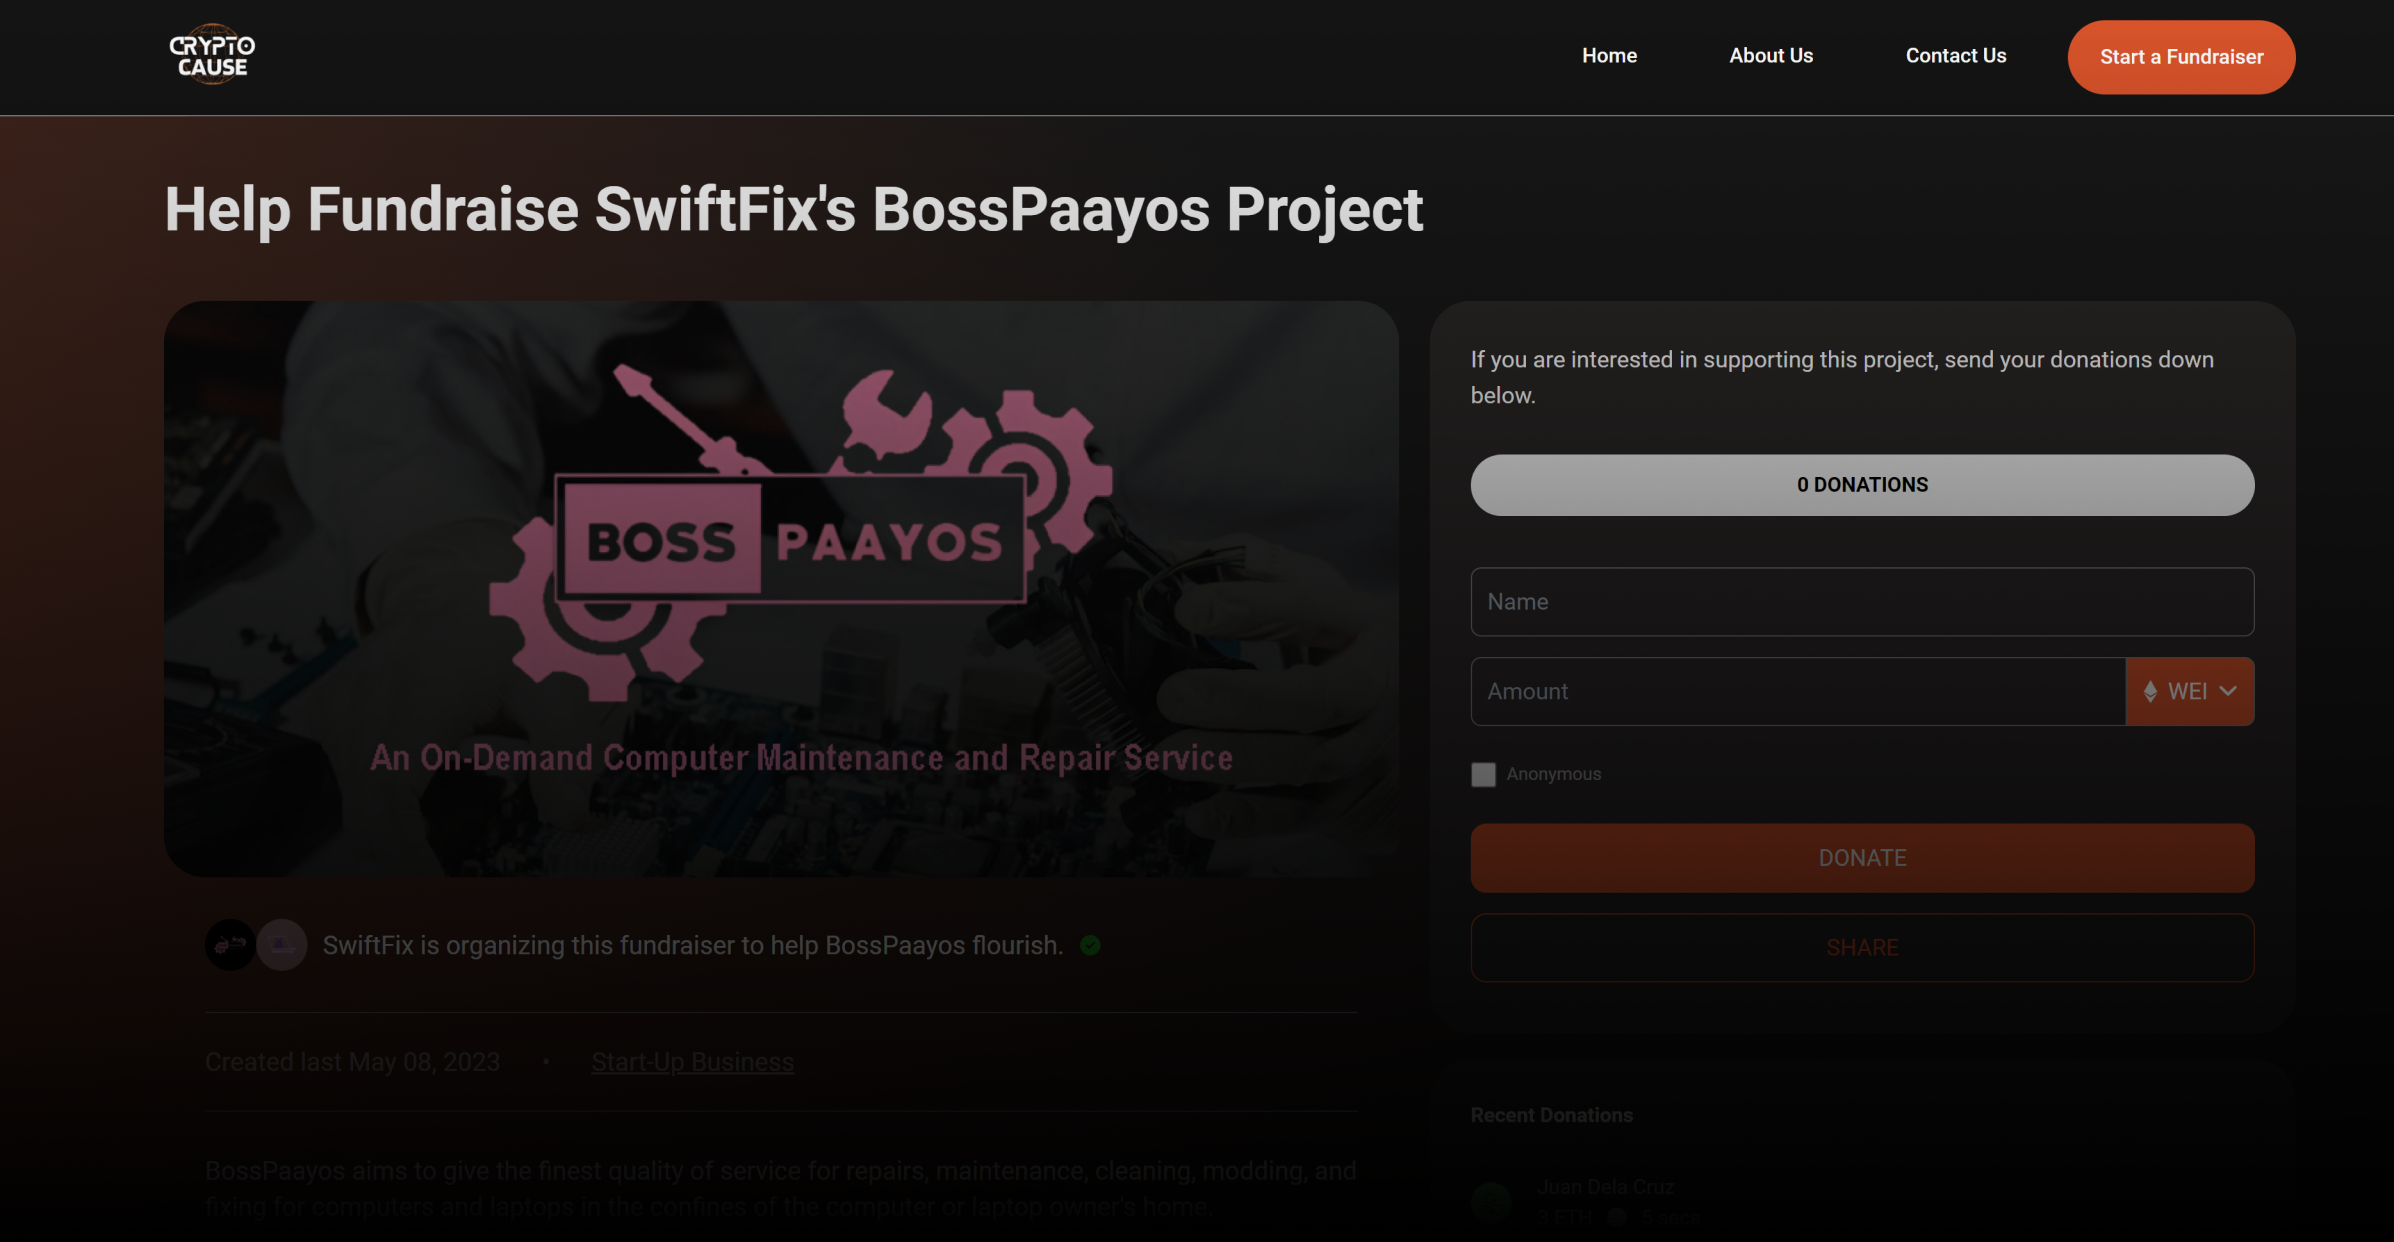 CRYPTO
CAUSE
Home
About Us
Contact Us
Start a Fundraiser
Help Fundraise SwiftFix's BossPaayos Project
BOSS PAAYOS
An On-Demand Computer Maintenance and Repair Service
SwiftFix is organizing this fundraiser to help BossPaayos flourish.
Created last May 08, 2023 • Start-Up Business
BossPaayos aims to give the finest quality of service for repairs, maintenance, cleaning, modding, and
fixing for computers and laptops in the confines of the computer or laptop owner's home.
If you are interested in supporting this project, send your donations down
below.
0 DONATIONS
Name
Amount
WEI
Anonymous
DONATE
SHARE
Recent Donations
Juan Dela Cruz
3 ETH 5 secs